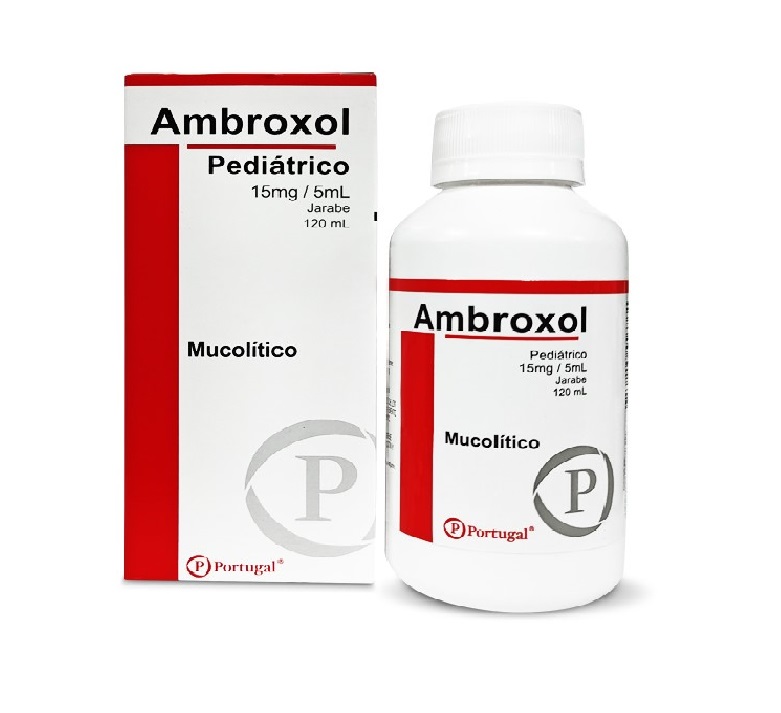 Ambroxol
Pediátrico
15mg / 5mL
Jarabe
120 mL
Mucolítico
P
P Portugal®
Ambroxol
Pediátrico
15mg / 5mL
Jarabe
120 mL
Mucolítico
P
P Portugal®